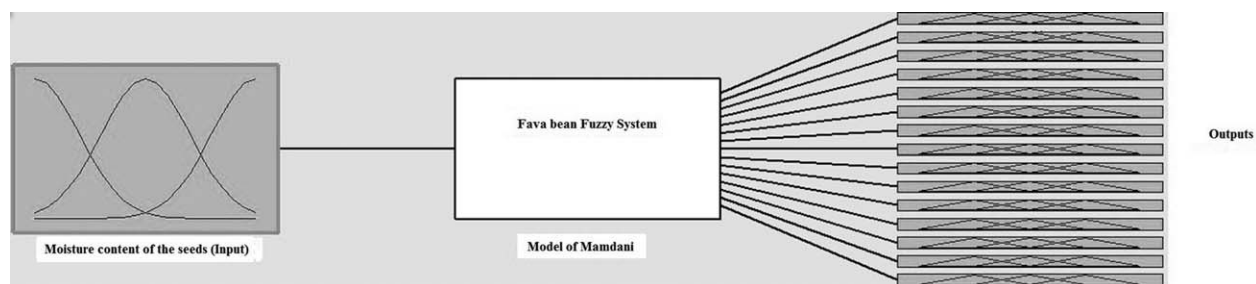 Fava bean Fuzzy System
Outputs
Moisture content of the seeds (Input)
Model of Mamdani